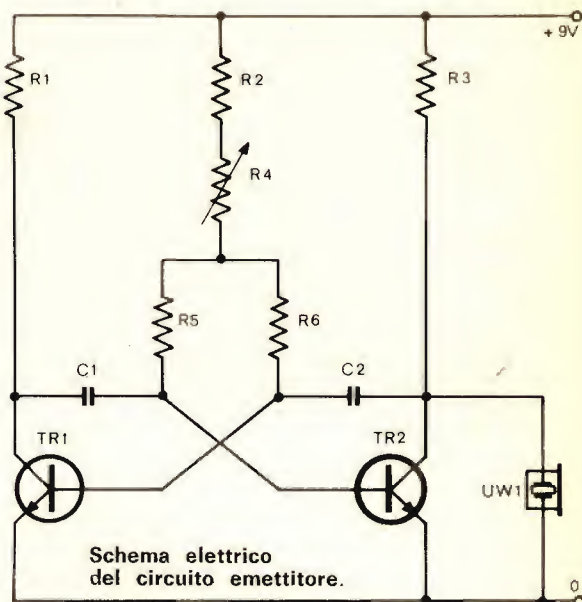 + 9V
R1
R2
R3
R4
R5
R6
C1
C2
TR1
TR2
UW1
Schema elettrico
del circuito emettitore.
0